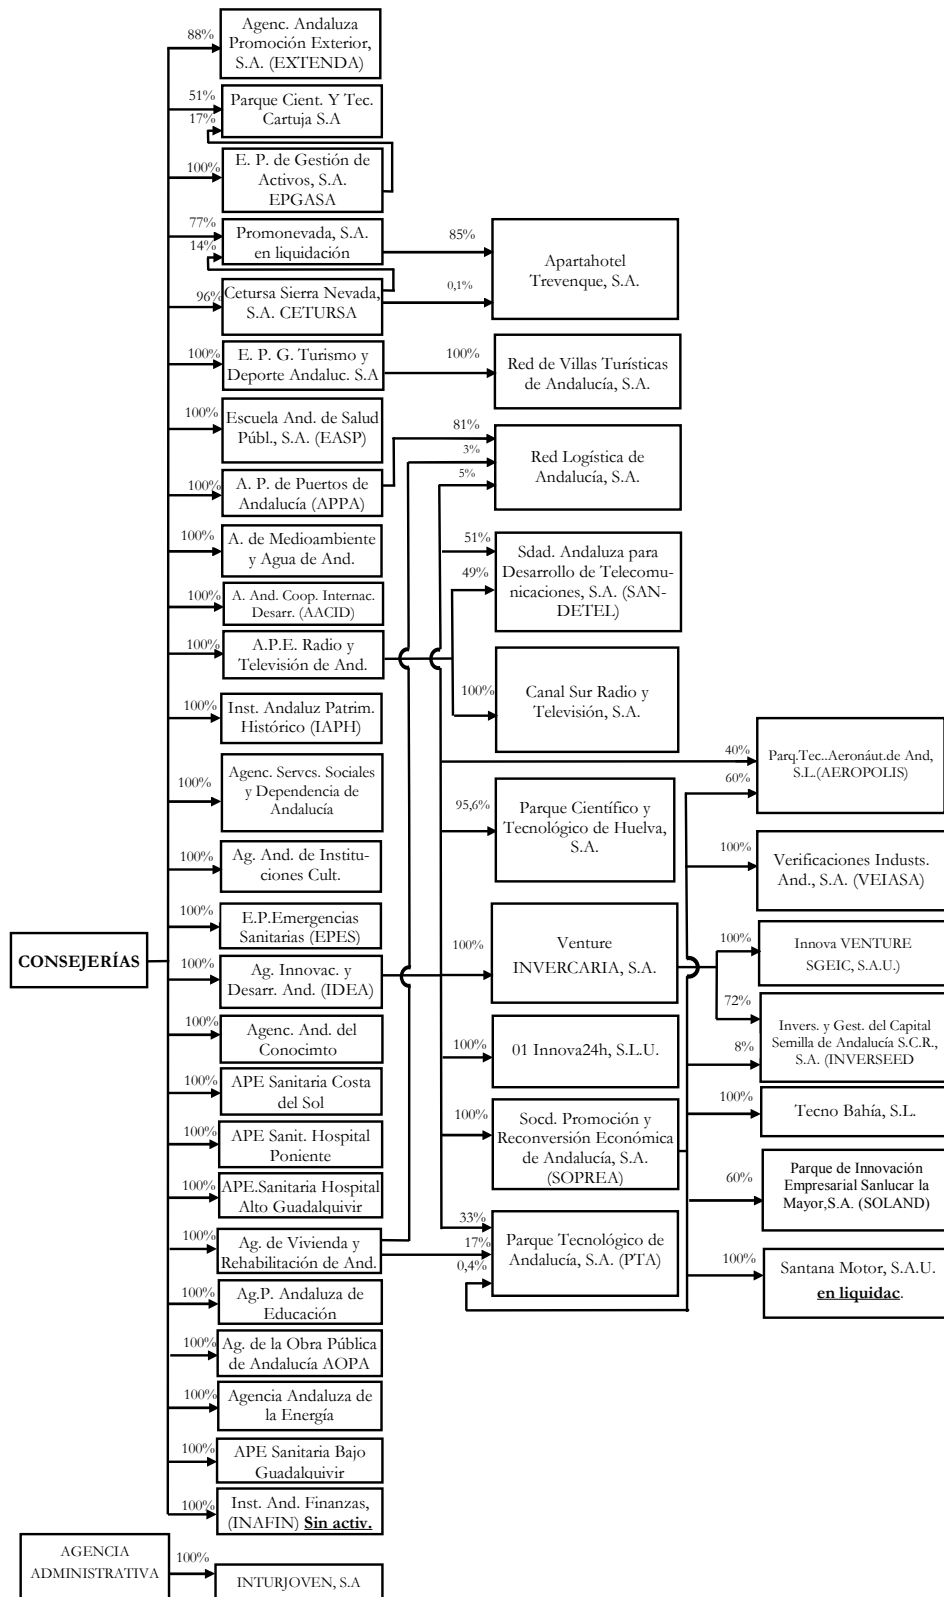 88%
Agenc. Andaluza
Promoción Exterior,
S.A. (EXTENDA)
51%
Parque Cient. Y Tec.
Cartuja S.A
17%
100%
E. P. de Gestión de
Activos, S.A.
EPGASA
77%
Promonevada, S.A.
en liquidación
14%
85%
Apartahotel
Trevenque, S.A.
0,1%
96%
Cetursa Sierra Nevada,
S.A. CETURSA
100%
E. P. G. Turismo y
Deporte Andaluc. S.A
100%
Red de Villas Turísticas
de Andalucía, S.A.
100%
Escuela And. de Salud
Públ., S.A. (EASP)
81%
3%
5%
Red Logística de
Andalucía, S.A.
100%
A. P. de Puertos de
Andalucía (APPA)
100%
A. de Medioambiente
y Agua de And.
51%
49%
Sdad. Andaluza para
Desarrollo de Telecomu-
nicaciones, S.A. (SAN-
DETEL)
100%
A. And. Coop. Internac.
Desarr. (AACID)
100%
A.P.E. Radio y
Televisión de And.
100%
Canal Sur Radio y
Televisión, S.A.
100%
Inst. Andaluz Patrim.
Histórico (IAPH)
40%
60%
Parq.Tec..Aeronáut.de And,
S.L.(AEROPOLIS)
100%
Agenc. Servcs. Sociales
y Dependencia de
Andalucía
95,6%
Parque Científico y
Tecnológico de Huelva,
S.A.
100%
Verificaciones Industs.
And., S.A. (VEIASA)
100%
Ag. And. de Institu-
ciones Cult.
100%
E.P.Emergencias
Sanitarias (EPES)
CONSEJERÍAS
100%
Ag. Innovac. y
Desarr. And. (IDEA)
100%
Venture
INVERCARIA, S.A.
100%
Innova VENTURE
SGEIC, S.A.U.)
72%
8%
Invers. y Gest. del Capital
Semilla de Andalucía S.C.R.,
S.A. (INVERSEED
100%
Agenc. And. del
Conocimto
100%
01 Innova24h, S.L.U.
100%
APE Sanitaria Costa
del Sol
100%
Socd. Promoción y
Reconversión Económica
de Andalucía, S.A.
(SOPREA)
100%
Tecno Bahía, S.L.
100%
APE Sanit. Hospital
Poniente
60%
Parque de Innovación
Empresarial Sanlucar la
Mayor,S.A. (SOLAND)
100%
APE.Sanitaria Hospital
Alto Guadalquivir
100%
Ag. de Vivienda y
Rehabilitación de And.
33%
17%
0,4%
Parque Tecnológico de
Andalucía, S.A. (PTA)
100%
Santana Motor, S.A.U.
en liquidac.
100%
Ag.P. Andaluza de
Educación
100%
Ag. de la Obra Pública
de Andalucía AOPA
100%
Agencia Andaluza de
la Energía
100%
APE Sanitaria Bajo
Guadalquivir
100%
Inst. And. Finanzas,
(INAFIN) Sin activ.
AGENCIA
ADMINISTRATIVA
100%
INTURJOVEN, S.A